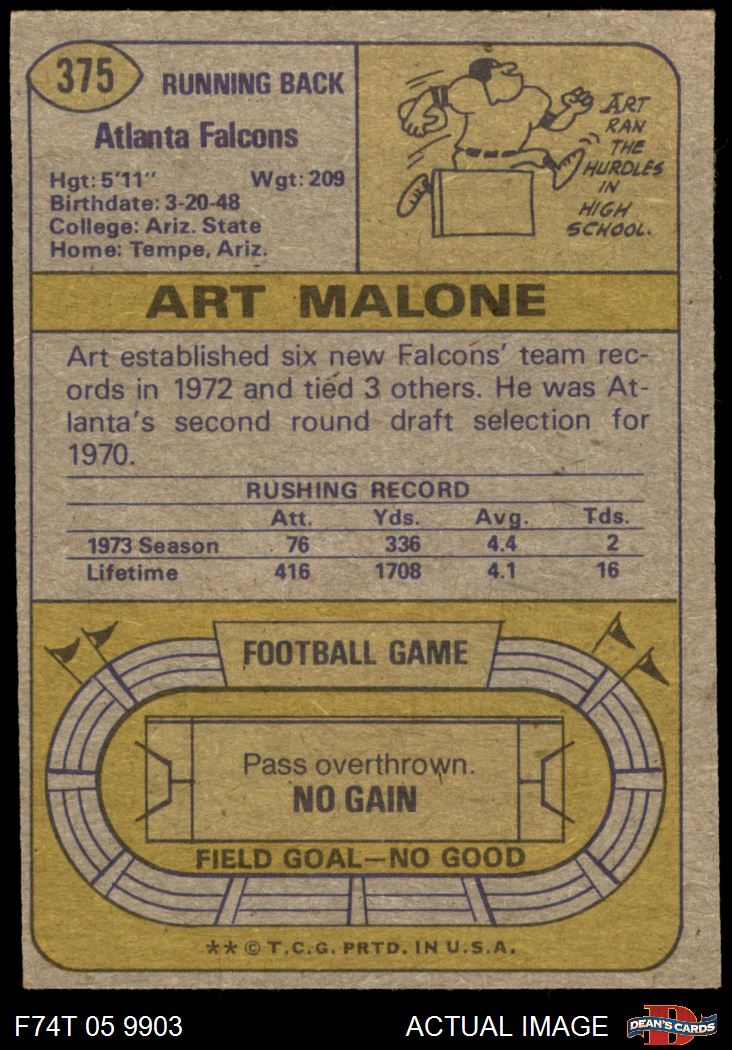 375
RUNNING BACK
Atlanta Falcons
Hgt: 5'11" Wgt: 209
Birthdate: 3-20-48
College: Ariz. State
Home: Tempe, Ariz.
ART
RAN
THE
HURDLES
IN
HIGH
SCHOOL.
ART MALONE
Art established six new Falcons' team rec-
ords in 1972 and tied 3 others. He was At-
lanta's second round draft selection for
1970.
RUSHING RECORD
Att. Yds. Avg. Tds.
1973 Season 76 336 4.4 2
Lifetime 416 1708 4.1 16
FOOTBALL GAME
Pass overthrown.
NO GAIN
FIELD GOAL—NO GOOD
** © T.C.G. PRTD. IN U.S.A.
F74T 05 9903 ACTUAL IMAGE D DEAN'S CARDS